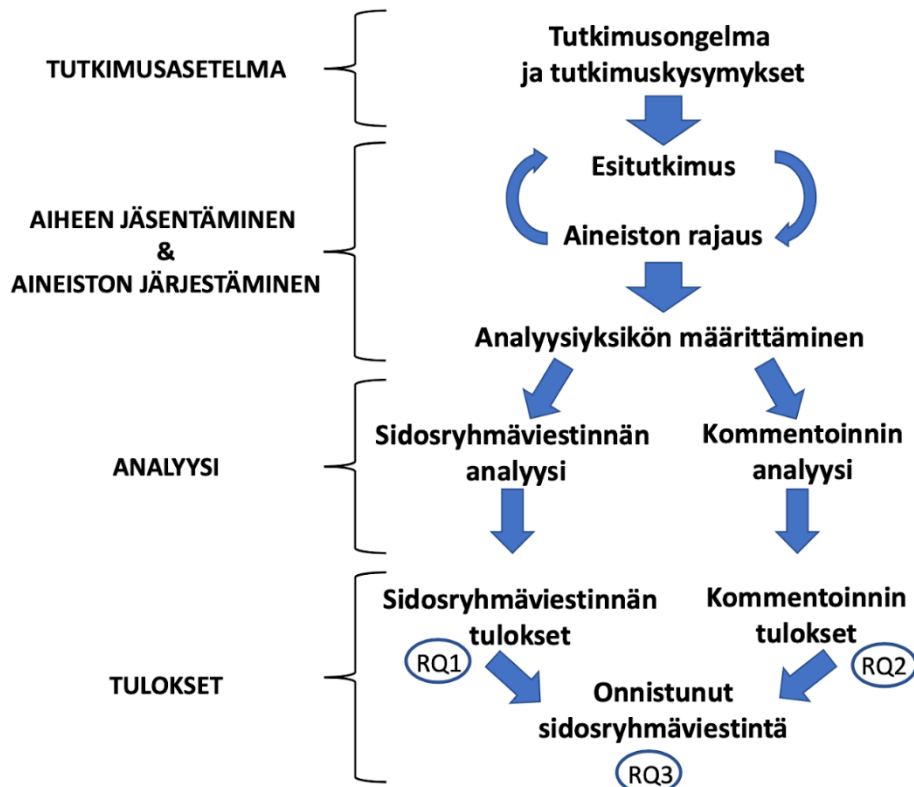 TUTKIMUSASETELMA
Tutkimusongelma
ja tutkimuskysymykset
AIHEEN JÄSENTÄMINEN
&
AINEISTON JÄRJESTÄMINEN
Esitutkimus
Aineiston rajaus
Analyysiyksikön määrittäminen
ANALYYSI
Sidosryhmäviestinnän
analyysi
Kommentoinnin
analyysi
TULOKSET
Sidosryhmäviestinnän
tulokset
RQ1
Kommentoinnin
tulokset
RQ2
Onnistunut
sidosryhmäviestintä
RQ3